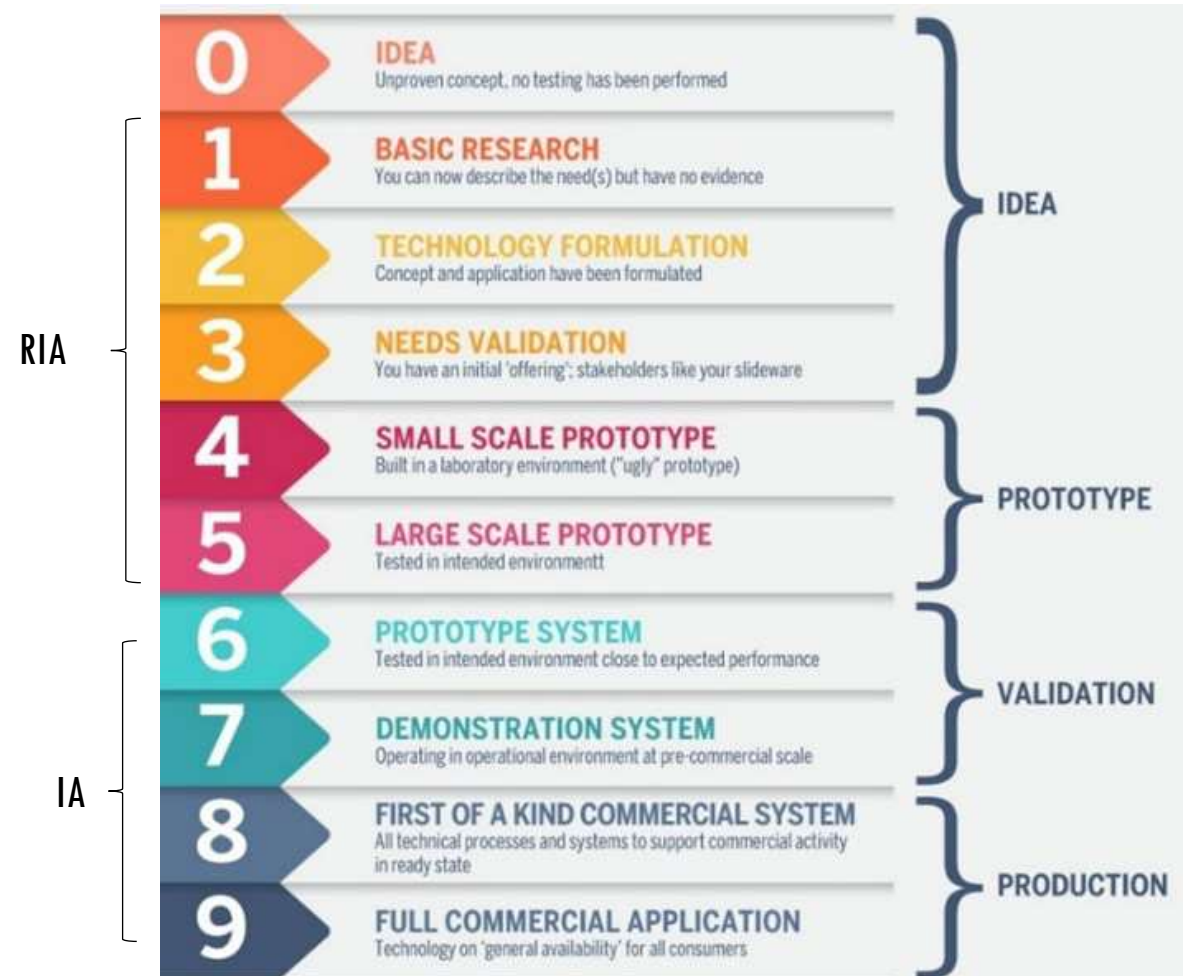 0
IDEA
Unproven concept, no testing has been performed
1
BASIC RESEARCH
You can now describe the need(s) but have no evidence
2
TECHNOLOGY FORMULATION
Concept and application have been formulated
3
NEEDS VALIDATION
You have an initial 'offering'; stakeholders like your slideware
IDEA
4
SMALL SCALE PROTOTYPE
Built in a laboratory environment ("ugly" prototype)
5
LARGE SCALE PROTOTYPE
Tested in intended environmentt
PROTOTYPE
RIA
6
PROTOTYPE SYSTEM
Tested in intended environment close to expected performance
7
DEMONSTRATION SYSTEM
Operating in operational environment at pre-commercial scale
VALIDATION
8
FIRST OF A KIND COMMERCIAL SYSTEM
All technical processes and systems to support commercial activity
in ready state
9
FULL COMMERCIAL APPLICATION
Technology on 'general availability' for all consumers
PRODUCTION
IA